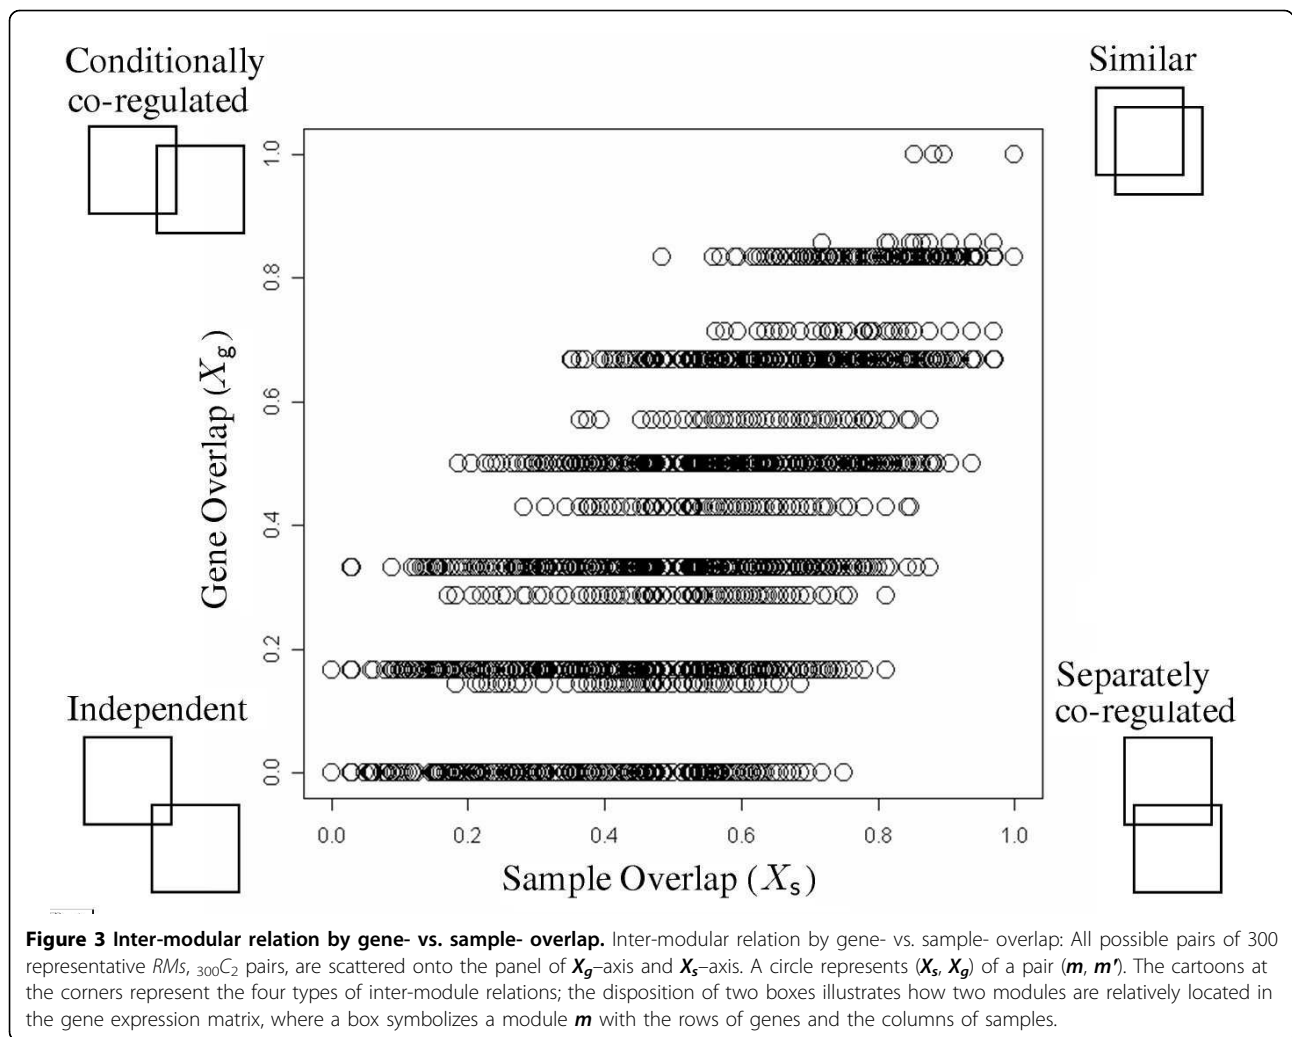 Conditionally
co-regulated
Similar
1.0
0.8
0.6
0.4
0.2
0.0
Gene Overlap (Xg)
Independent
Separately
co-regulated
0.0 0.2 0.4 0.6 0.8 1.0
Sample Overlap (Xs)
Figure 3 Inter-modular relation by gene- vs. sample- overlap. Inter-modular relation by gene- vs. sample- overlap: All possible pairs of 300
representative RMs, 300C2 pairs, are scattered onto the panel of Xg–axis and Xs–axis. A circle represents (Xs, Xg) of a pair (m, m'). The cartoons at
the corners represent the four types of inter-module relations; the disposition of two boxes illustrates how two modules are relatively located in
the gene expression matrix, where a box symbolizes a module m with the rows of genes and the columns of samples.